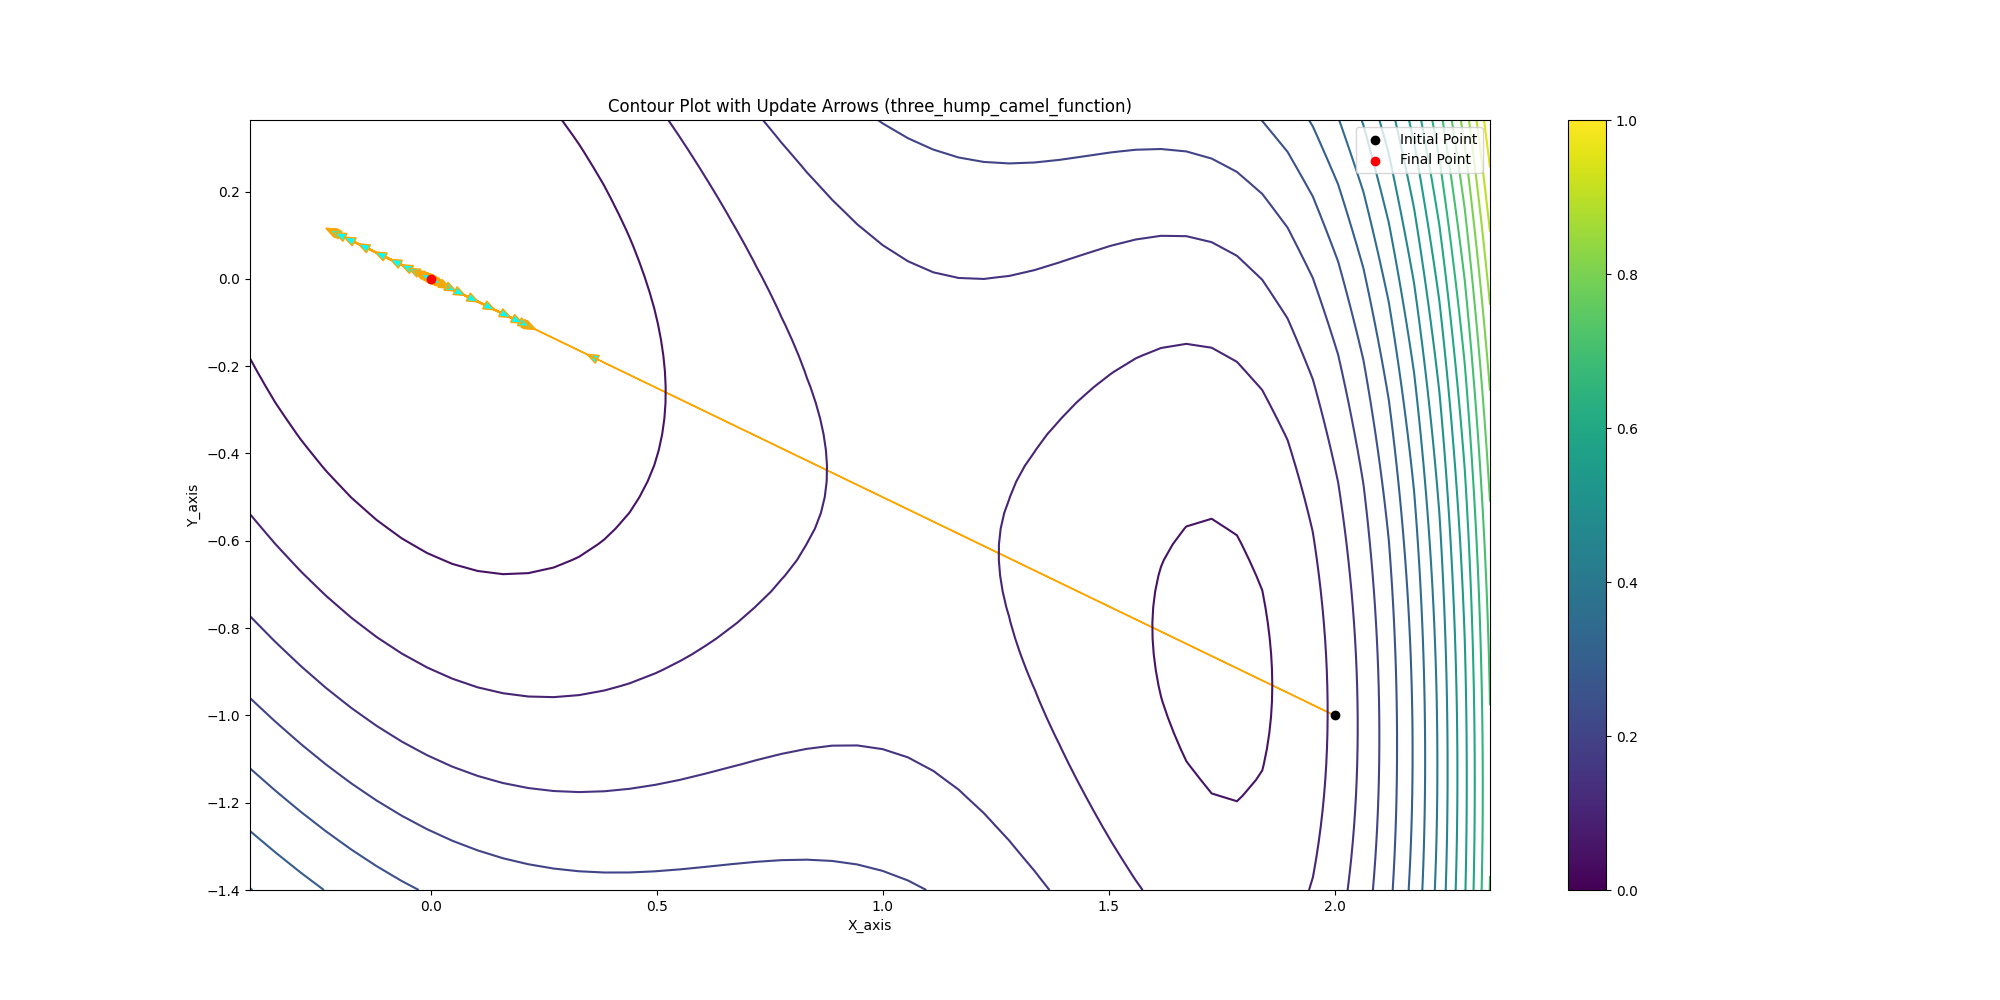 Contour Plot with Update Arrows (three_hump_camel_function)
Initial Point
Final Point
0.2
0.0
−0.2
−0.4
−0.6
−0.8
−1.0
−1.2
−1.4
Y_axis
0.0 0.5 1.0 1.5 2.0
X_axis
1.0
0.8
0.6
0.4
0.2
0.0